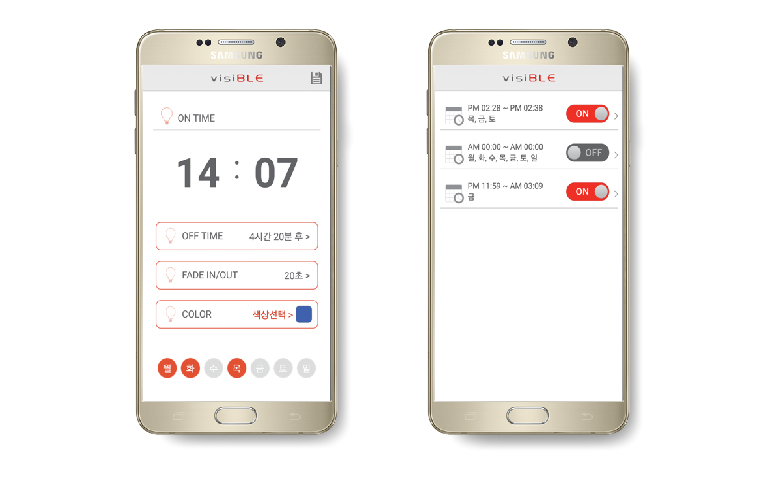 SAMSUNG
visiBLE
ON TIME
14 : 07
OFF TIME 4시간 20분 후 >
FADE IN/OUT 20초 >
COLOR 색상선택 >
월 화 수 목 금 토 일
SAMSUNG
visiBLE
PM 02:28 ~ PM 02:38
목, 금, 토
ON
AM 00:00 ~ AM 00:00
월, 화, 수, 목, 금, 토, 일
OFF
PM 11:59 ~ AM 03:09
금
ON